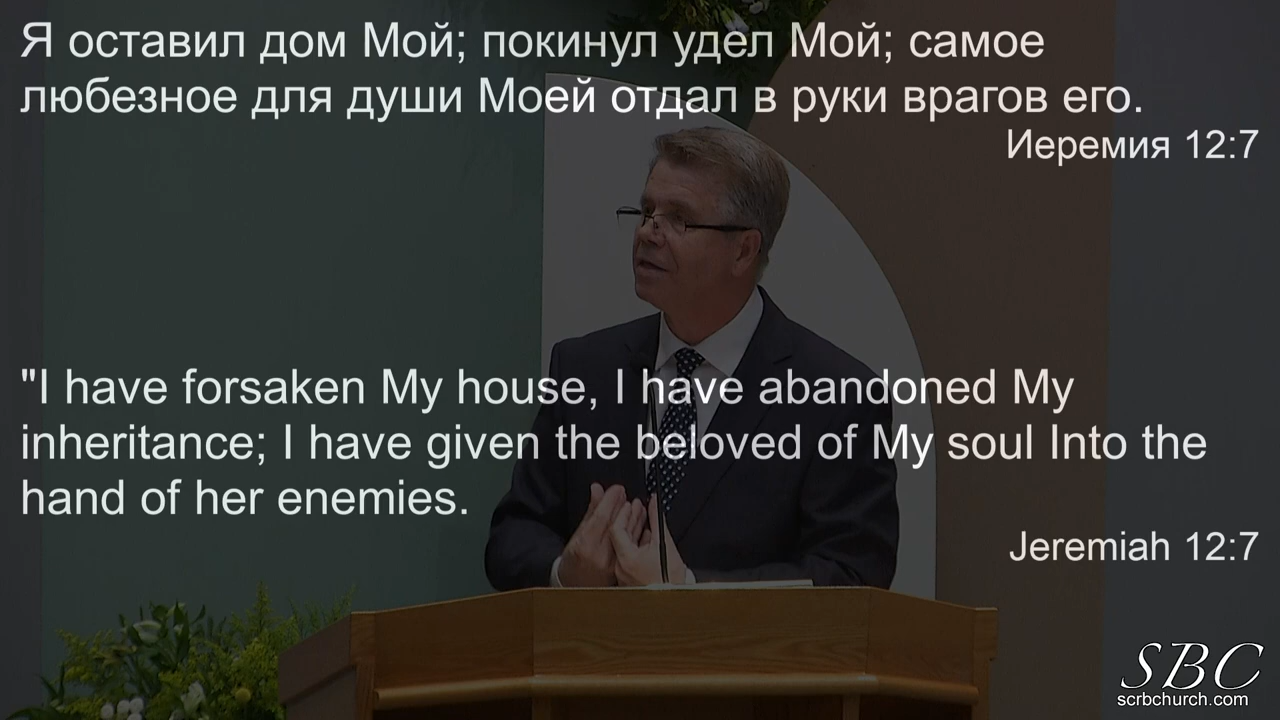 Я оставил дом Мой; покинул удел Мой; самое
любезное для души Моей отдал в руки врагов его.
Иеремия 12:7
"I have forsaken My house, I have abandoned My
inheritance; I have given the beloved of My soul Into the
hand of her enemies.
Jeremiah 12:7
SBC
scrbchurch.com